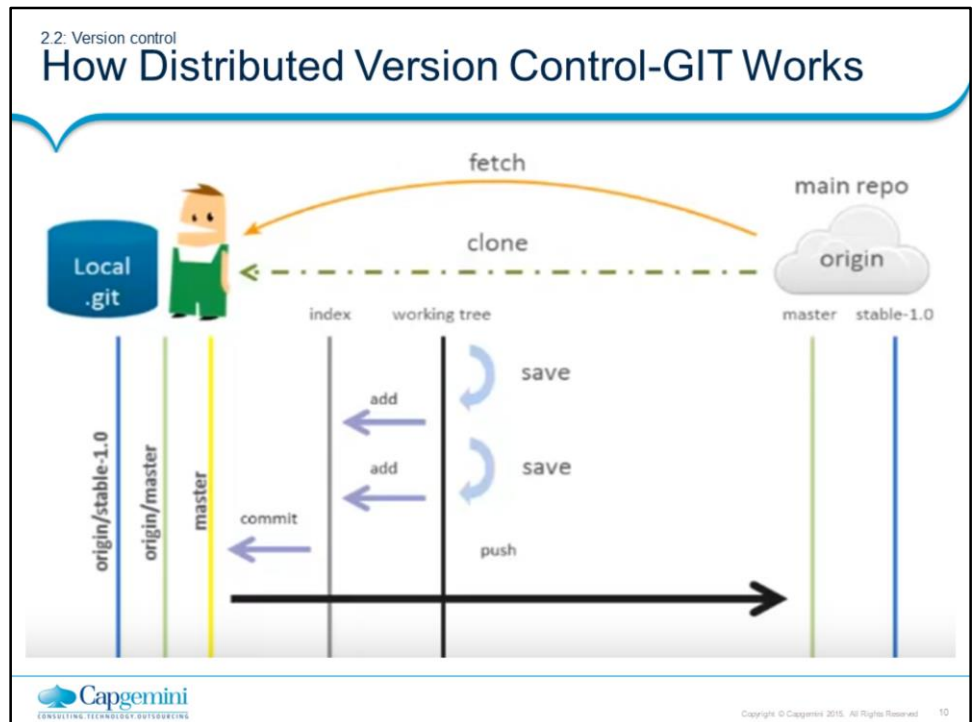 2.2: Version control
How Distributed Version Control-GIT Works
fetch
main repo
clone
origin
Local
.git
index
working tree
master
stable-1.0
save
add
add
save
origin/stable-1.0
origin/master
master
commit
push
Capgemini
CONSULTING.TECHNOLOGY.OUTSOURCING
Copyright © Capgemini 2015. All Rights Reserved
10